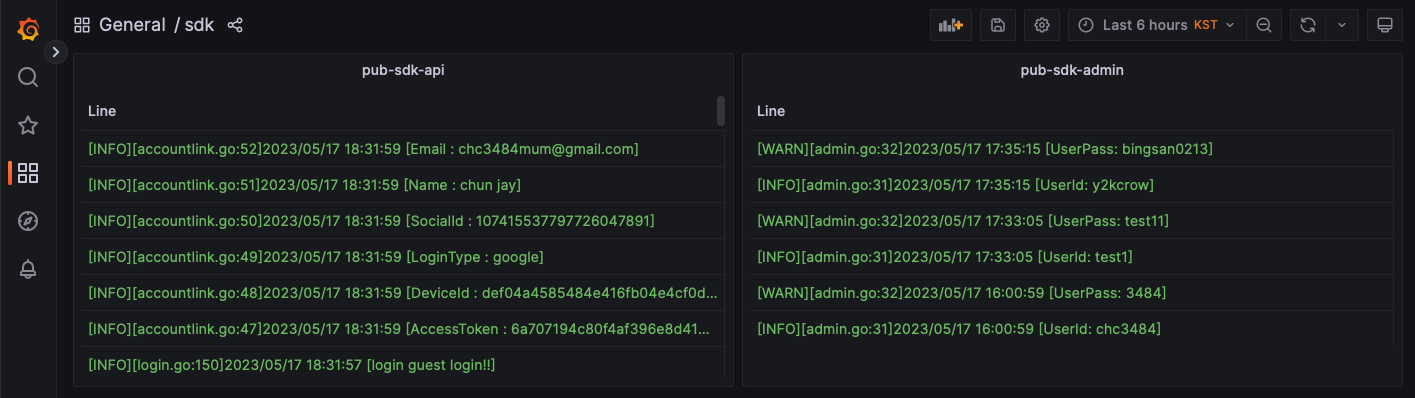 General / sdk
Last 6 hours KST
pub-sdk-api
Line
[INFO][accountlink.go:52]2023/05/17 18:31:59 [Email : chc3484mum@gmail.com]
[INFO][accountlink.go:51]2023/05/17 18:31:59 [Name : chun jay]
[INFO][accountlink.go:50]2023/05/17 18:31:59 [SocialId : 107415537797726047891]
[INFO][accountlink.go:49]2023/05/17 18:31:59 [LoginType : google]
[INFO][accountlink.go:48]2023/05/17 18:31:59 [DeviceId : def04a4585484e416fb04e4cf0d...
[INFO][accountlink.go:47]2023/05/17 18:31:59 [AccessToken : 6a707194c80f4af396e8d41...
[INFO][login.go:150]2023/05/17 18:31:57 [login guest login!!]
pub-sdk-admin
Line
[WARN][admin.go:32]2023/05/17 17:35:15 [UserPass: bingsan0213]
[INFO][admin.go:31]2023/05/17 17:35:15 [UserId: y2kcrow]
[WARN][admin.go:32]2023/05/17 17:33:05 [UserPass: test11]
[INFO][admin.go:31]2023/05/17 17:33:05 [UserId: test1]
[WARN][admin.go:32]2023/05/17 16:00:59 [UserPass: 3484]
[INFO][admin.go:31]2023/05/17 16:00:59 [UserId: chc3484]